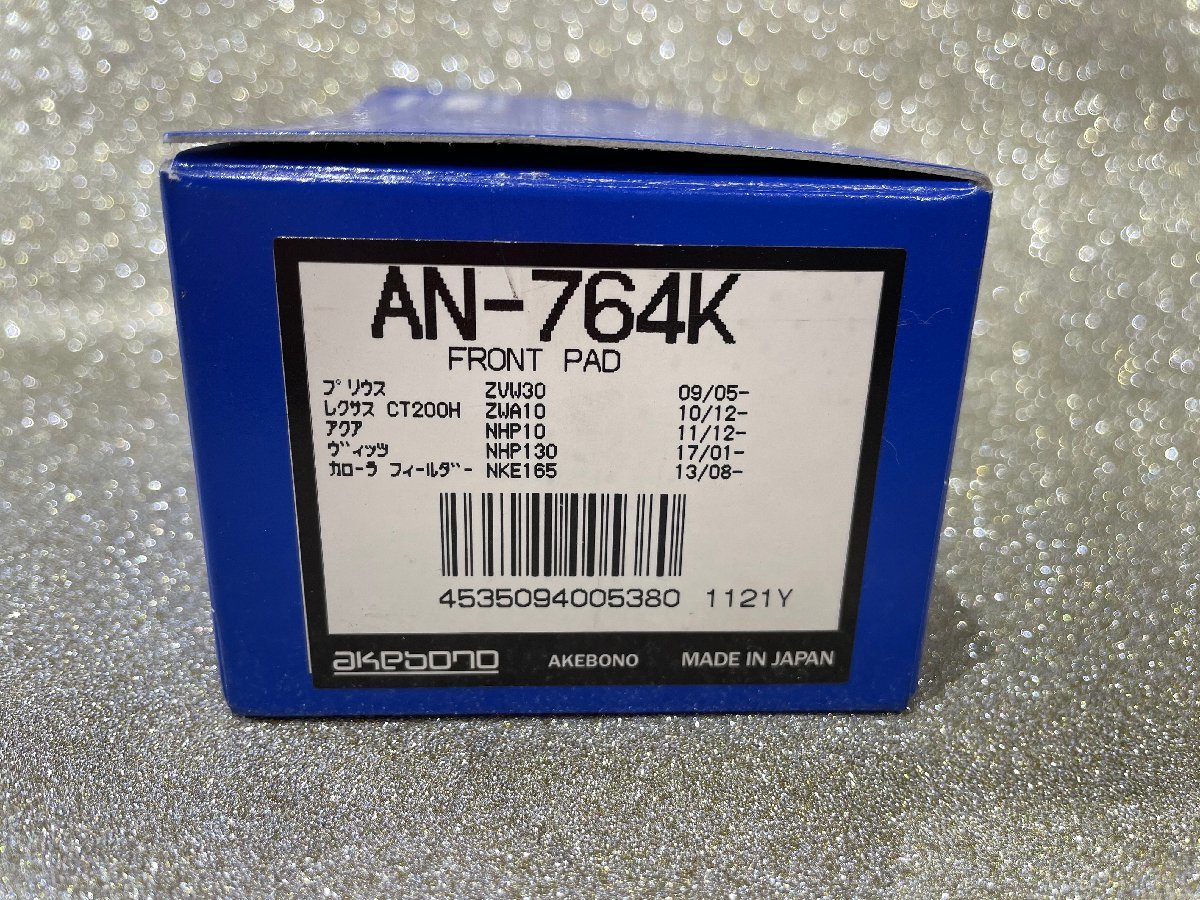 AN-764K
FRONT PAD
プリウス ZVW30 09/05-
レクサス CT200H ZWA10 10/12-
アクア NHP10 11/12-
ヴィッツ NHP130 17/01-
カローラ フィールダー NKE165 13/08-
4535094005380 1121Y
akebono AKEBONO MADE IN JAPAN